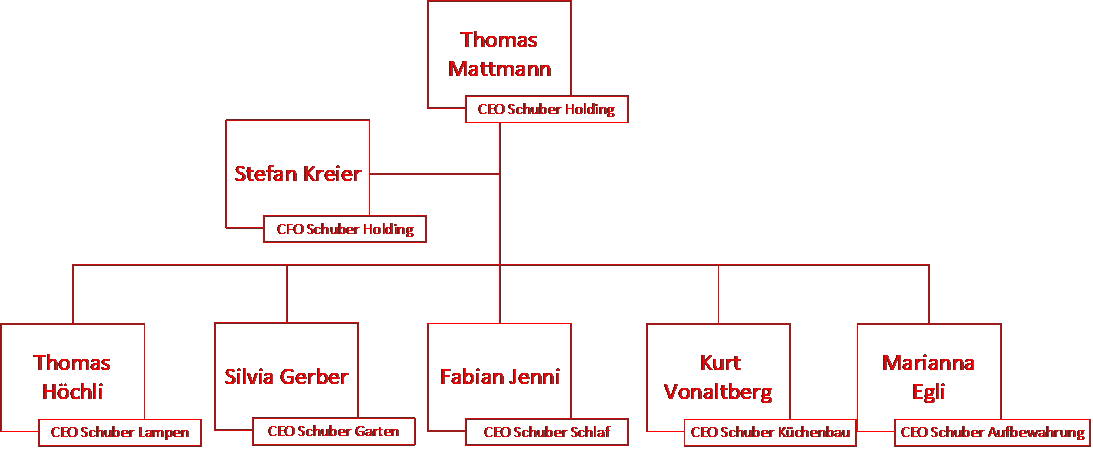 Thomas
Mattmann
CEO Schuber Holding
Stefan Kreier
CFO Schuber Holding
Thomas
Höchli
CEO Schuber Lampen
Silvia Gerber
CEO Schuber Garten
Fabian Jenni
CEO Schuber Schlaf
Kurt
Vonaltberg
CEO Schuber Küchenbau
Marianna
Egli
CEO Schuber Aufbewahrung